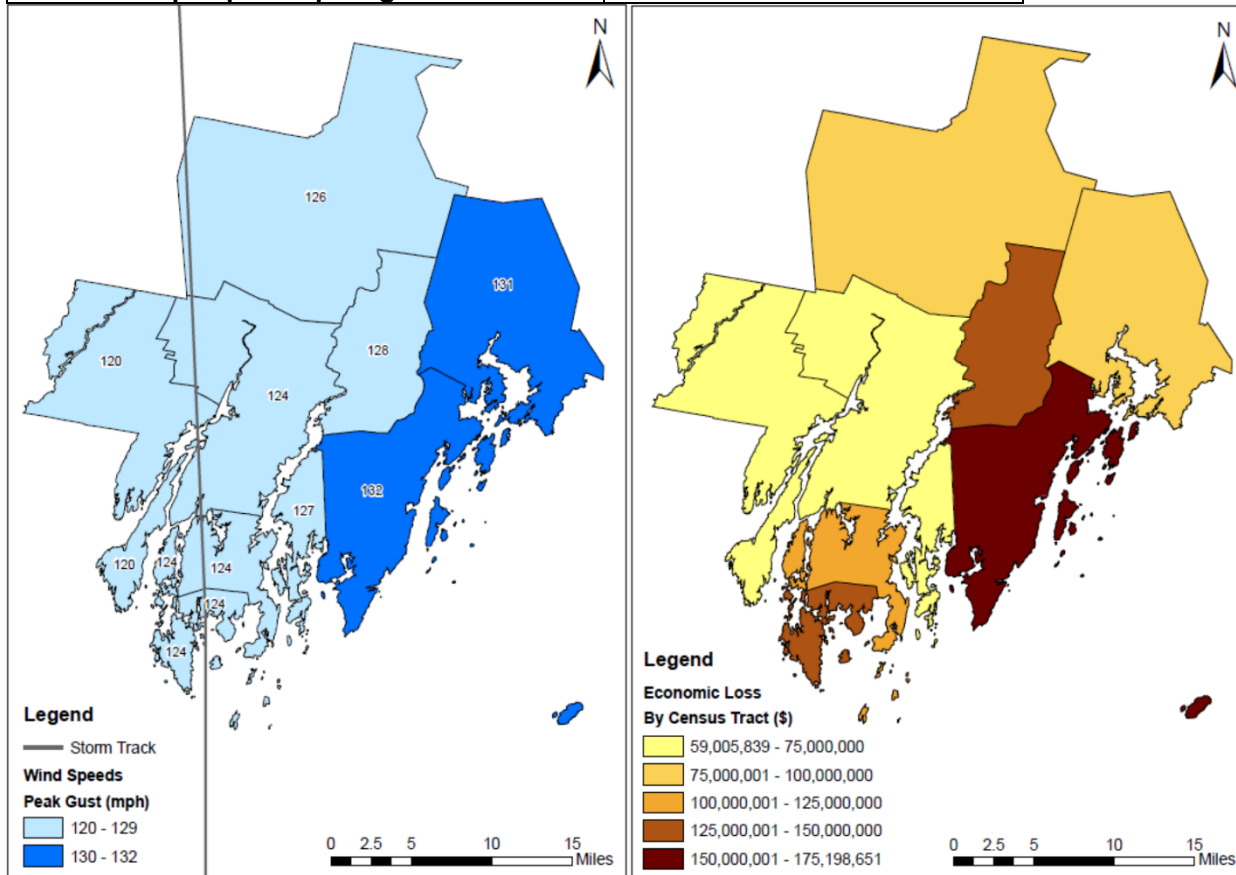 N
126
131
120
128
124
132
127
120
124
124
124
124
Legend
Storm Track
Wind Speeds
Peak Gust (mph)
120 - 129
130 - 132
0 2.5 5 10 15
Miles
N
Legend
Economic Loss
By Census Tract ($)
59,005,839 - 75,000,000
75,000,001 - 100,000,000
100,000,001 - 125,000,000
125,000,001 - 150,000,000
150,000,001 - 175,198,651
0 2.5 5 10 15
Miles